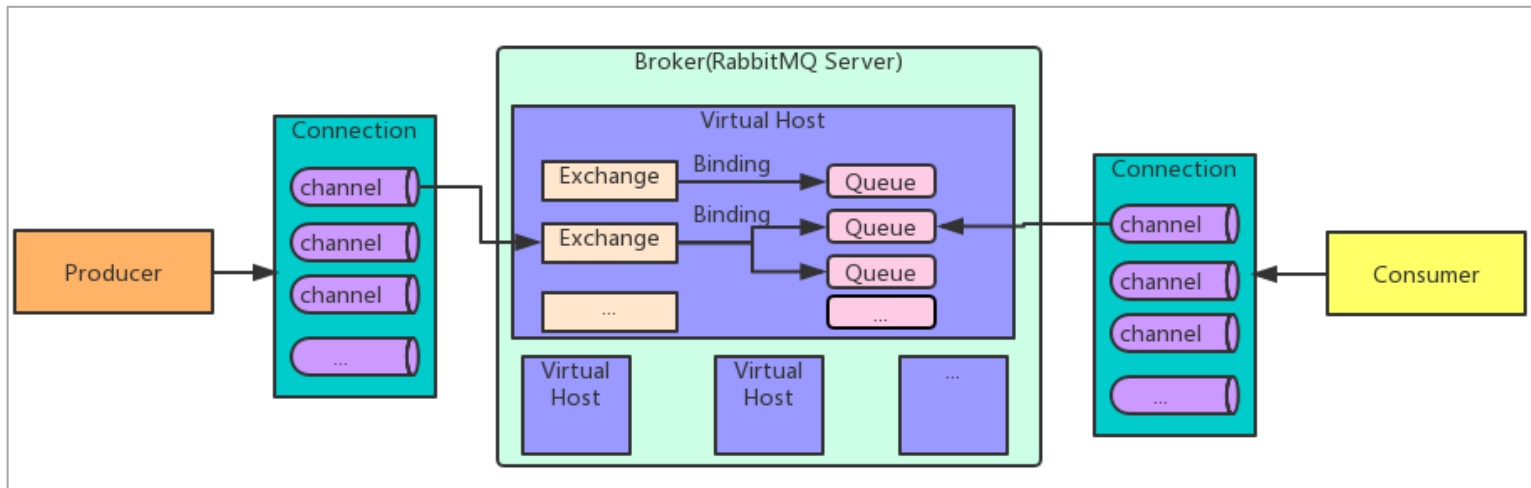 Broker(RabbitMQ Server)
Virtual Host
Connection
channel
channel
channel
...
Producer
Exchange
Binding
Queue
Exchange
Binding
Queue
Queue
...
...
Virtual
Host
Virtual
Host
...
Connection
channel
channel
channel
...
Consumer